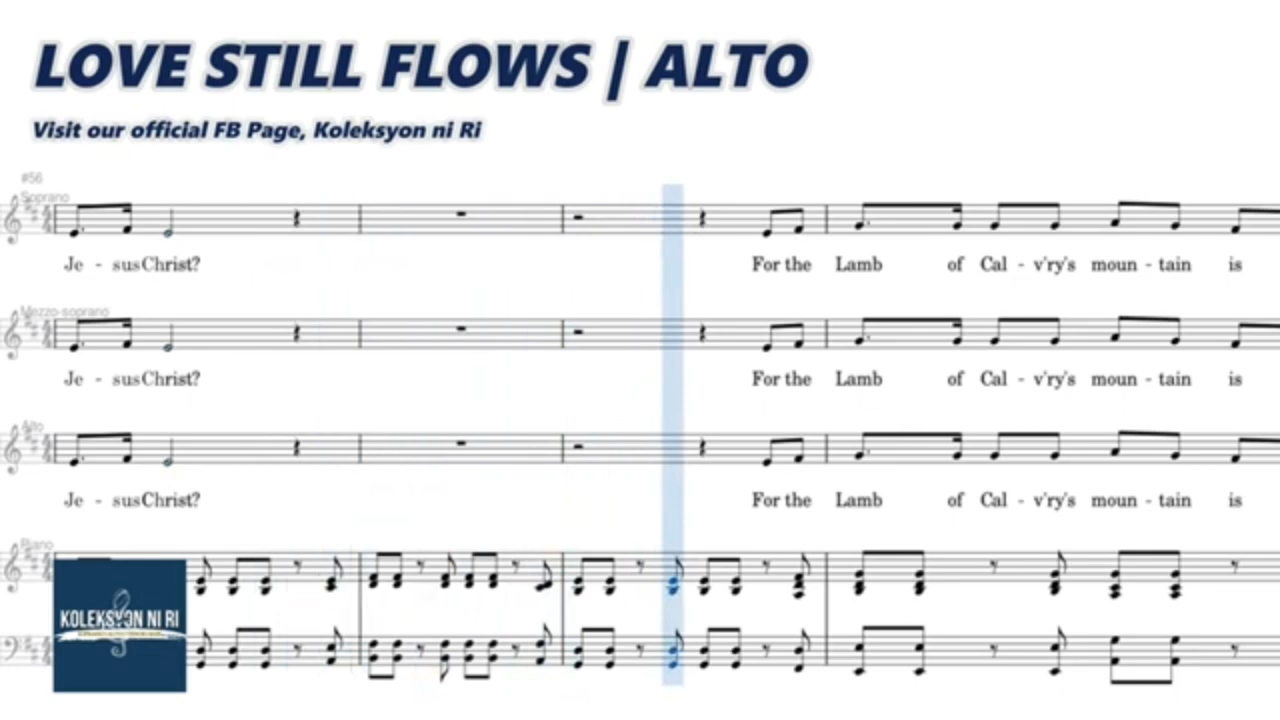 LOVE STILL FLOWS | ALTO
Visit our official FB Page, Koleksyon ni Ri
#56
Soprano
Je - sus Christ? For the Lamb of Cal - v'ry's moun - tain is
Mezzo-soprano
Je - sus Christ? For the Lamb of Cal - v'ry's moun - tain is
Alto
Je - sus Christ? For the Lamb of Cal - v'ry's moun - tain is
Piano
KOLEKSYON NI RI